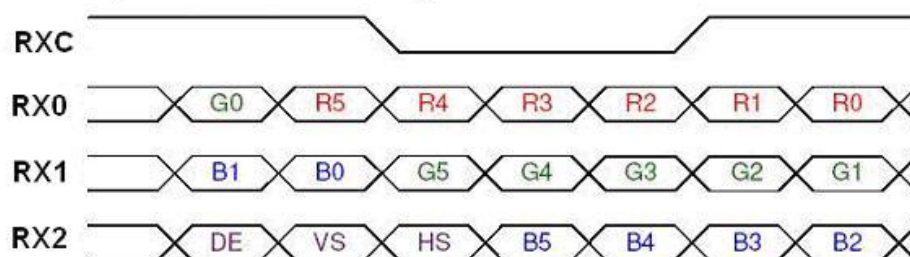 RXC
RX0 G0 R5 R4 R3 R2 R1 R0
RX1 B1 B0 G5 G4 G3 G2 G1
RX2 DE VS HS B5 B4 B3 B2